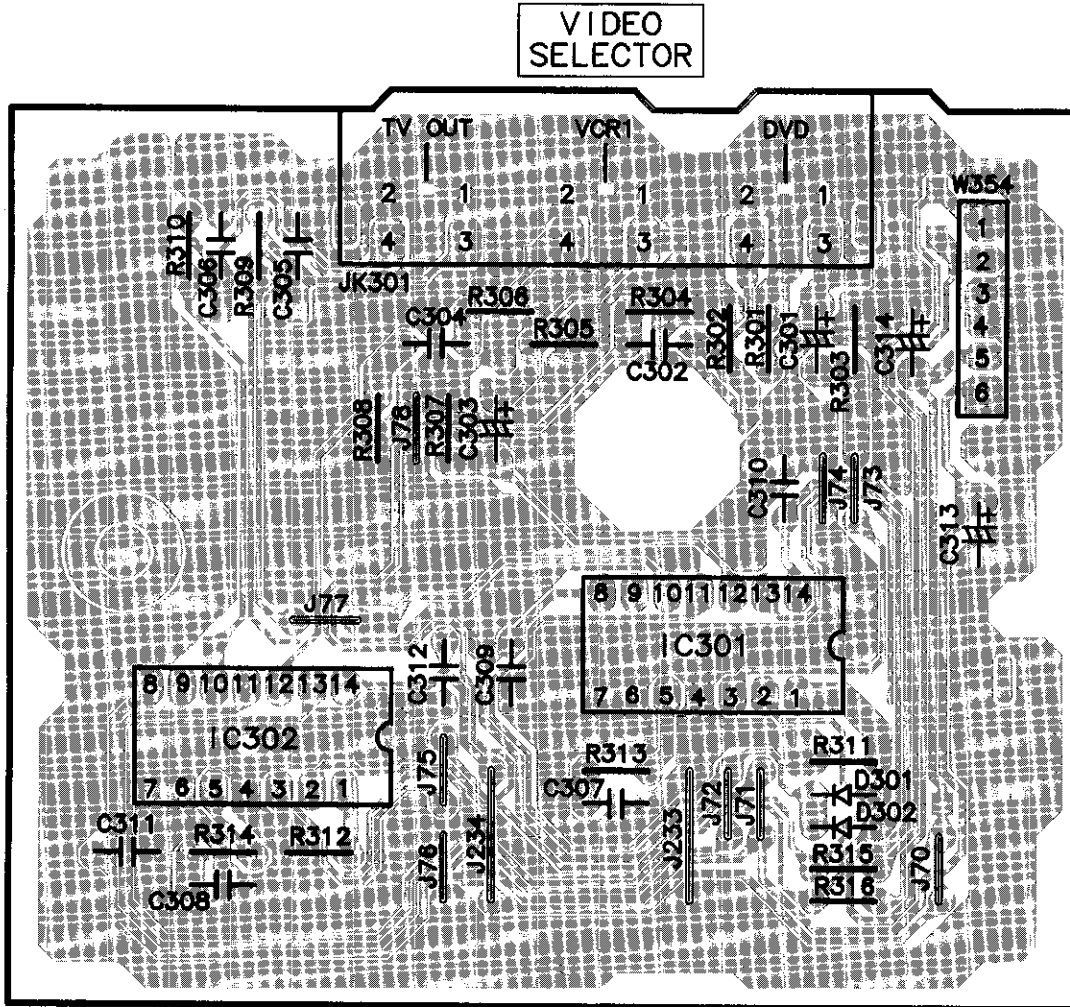 VIDEO
SELECTOR
TV OUT VCR1 DVD
W354
2 1 2 1 2 1
4 3 4 3 4 3
1
2
3
4
5
6
R310
C306
R309
C305
JK301
R306
R304
C304
R305
C302
R302
R301
C301
R303
C314
R308
J78
R307
C303
C310
J74
J73
C313
J77
8 9 10 11 12 13 14
IC301
7 6 5 4 3 2 1
C312
C309
8 9 10 11 12 13 14
IC302
7 6 5 4 3 2 1
J75
R313
C307
R311
D301
D302
R315
R316
J72
J71
J233
J70
C311
R314
R312
C308
J76
J234